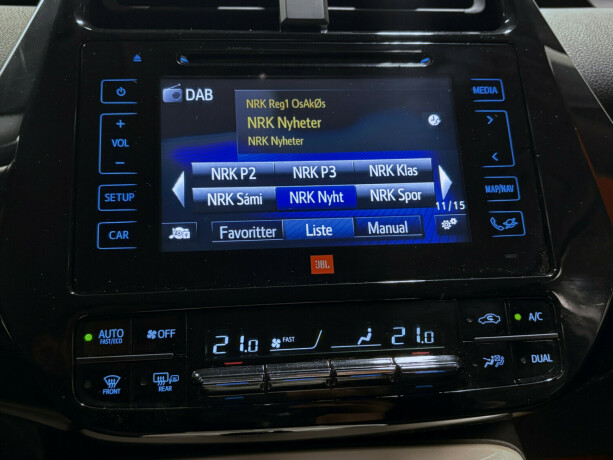 DAB
NRK Reg1 OsAkØs
NRK Nyheter
NRK Nyheter
NRK P2 NRK P3 NRK Klas
NRK Sámi NRK Nyht NRK Spor
11/15
Favoritter Liste Manual
MEDIA
+
VOL
-
> 
<
SETUP
MAP/NAV
CAR
JBL
AUTO
FAST/ECO
OFF
21.0
FAST
21.0
A/C
FRONT
REAR
DUAL